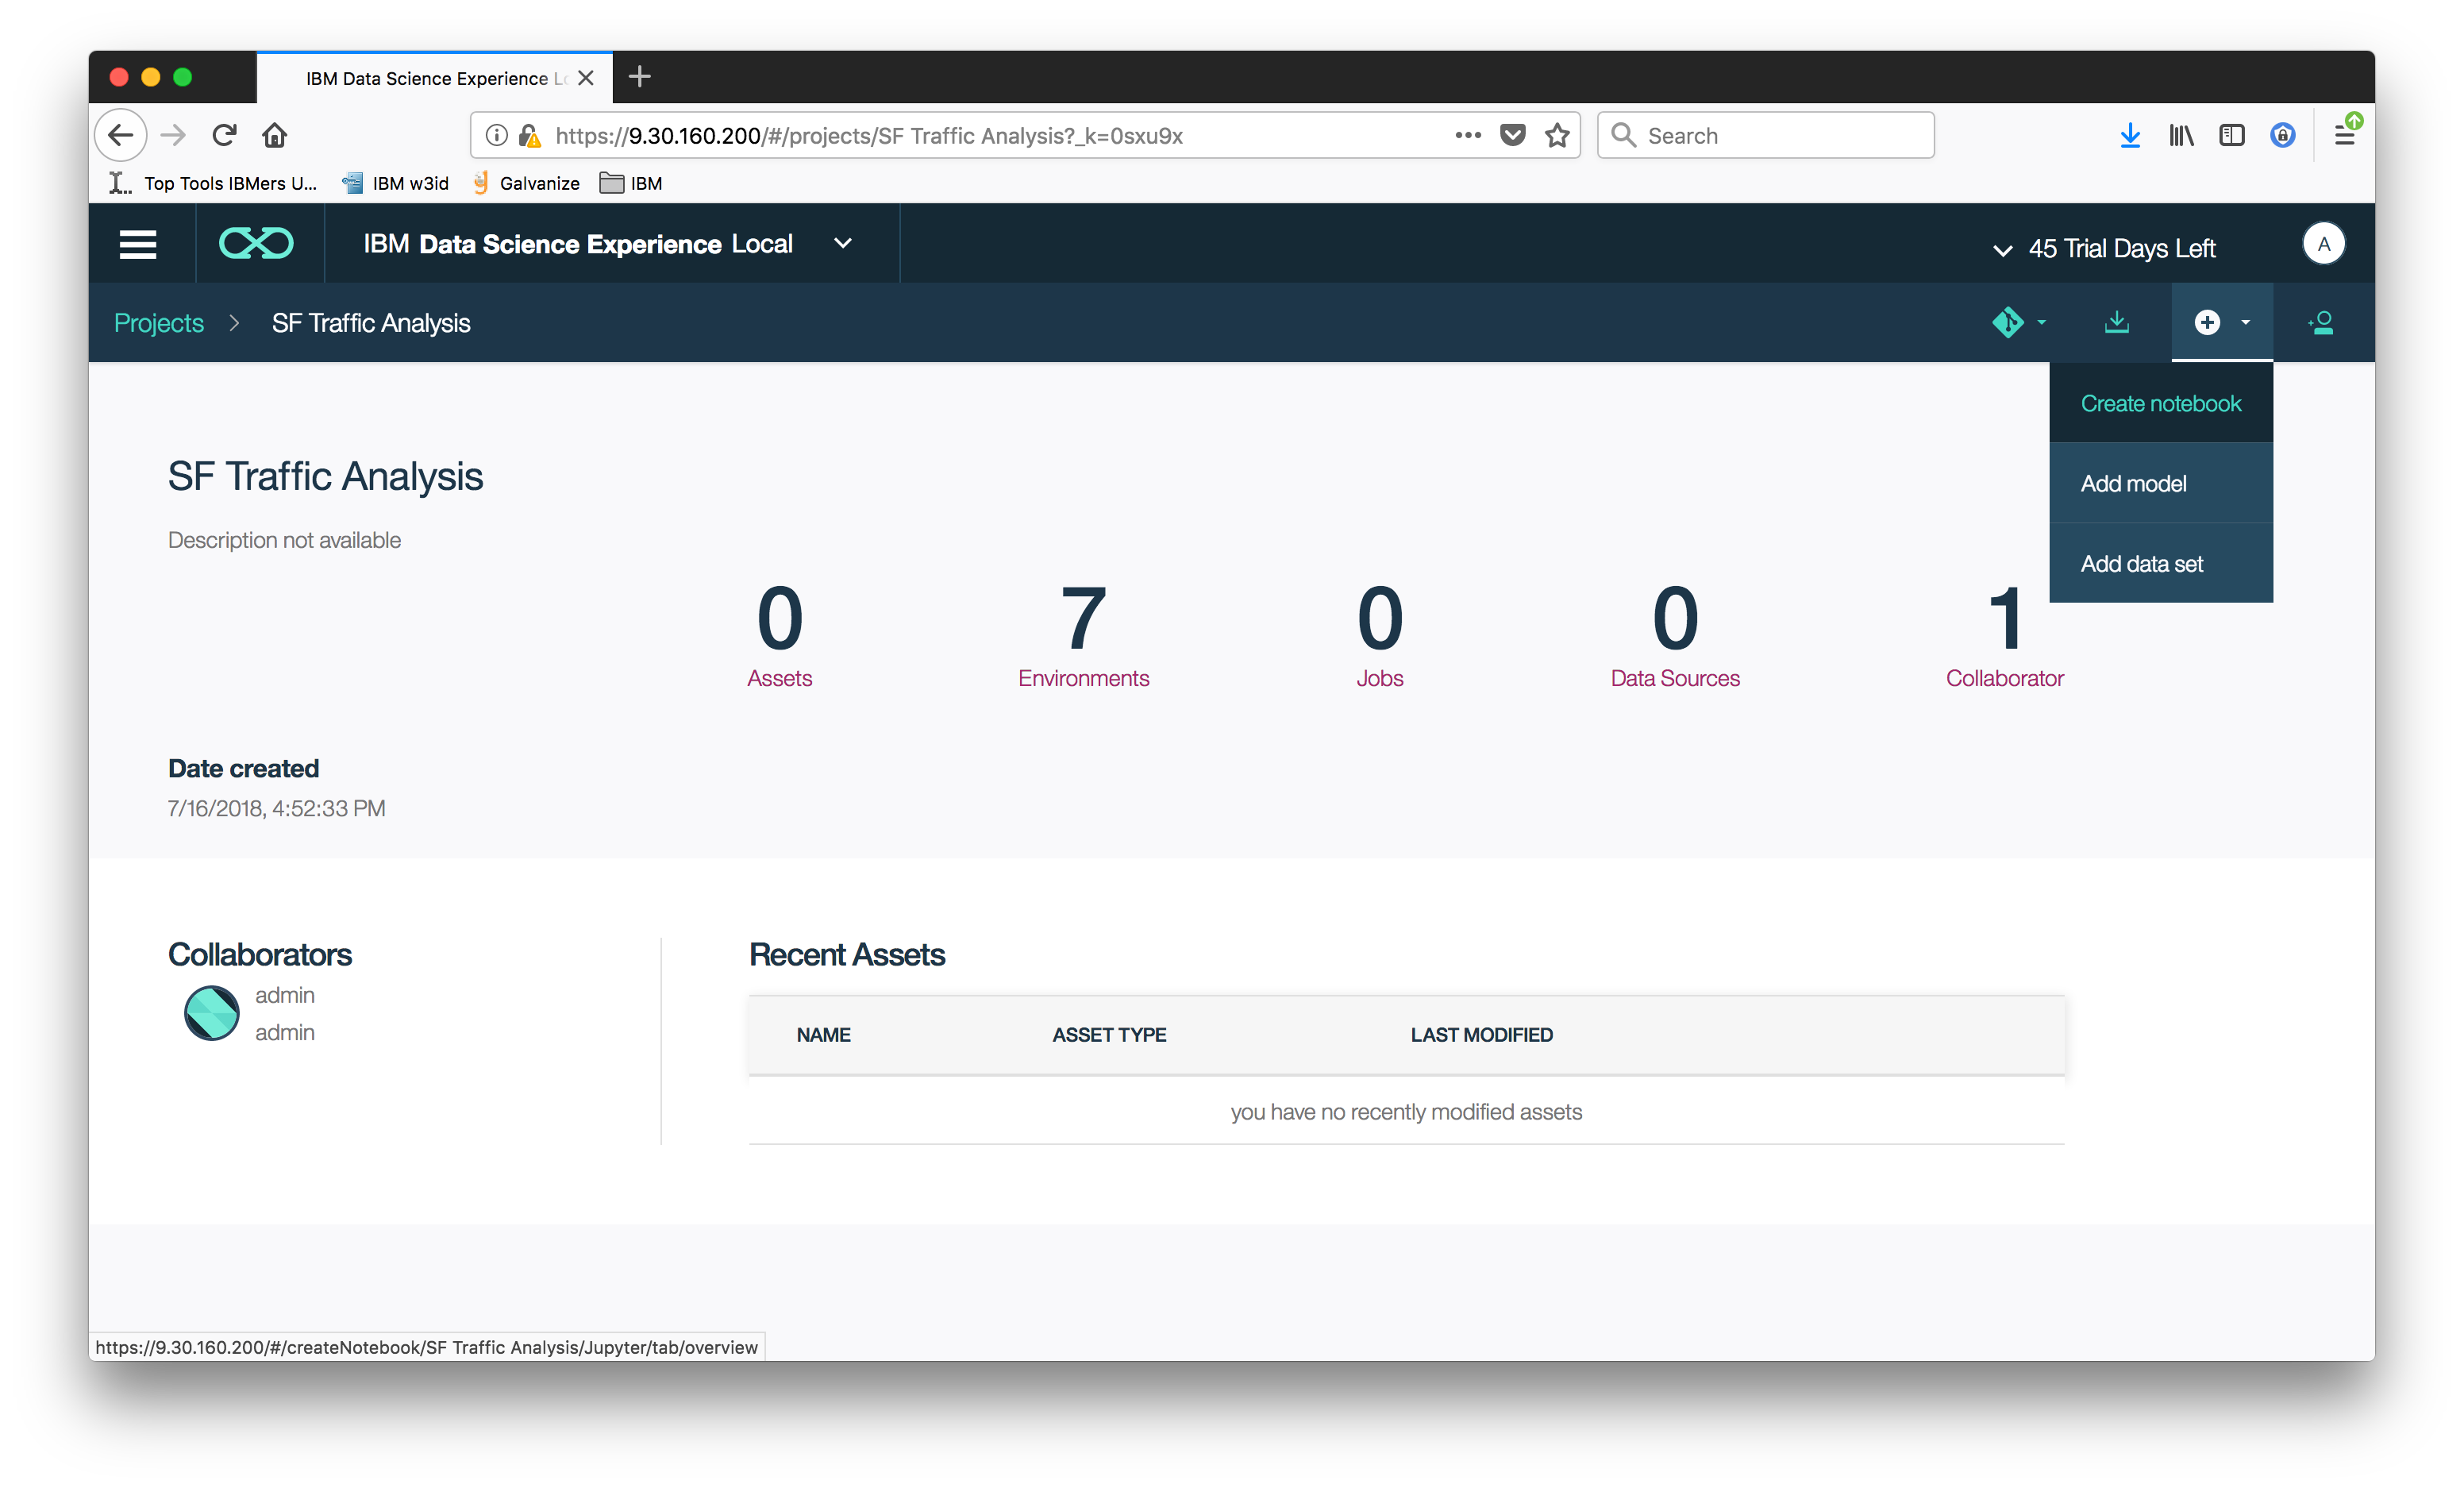 IBM Data Science Experience Lo
https://9.30.160.200/#/projects/SF Traffic Analysis?_k=0sxu9x
Search
Top Tools IBMers U...
IBM w3id
Galvanize
IBM
IBM Data Science Experience Local
45 Trial Days Left
A
Projects
SF Traffic Analysis
Create notebook
Add model
Add data set
SF Traffic Analysis
Description not available
0
7
0
0
1
Assets
Environments
Jobs
Data Sources
Collaborator
Date created
7/16/2018, 4:52:33 PM
Collaborators
admin
admin
Recent Assets
NAME
ASSET TYPE
LAST MODIFIED
you have no recently modified assets
https://9.30.160.200/#/createNotebook/SF Traffic Analysis/Jupyter/tab/overview